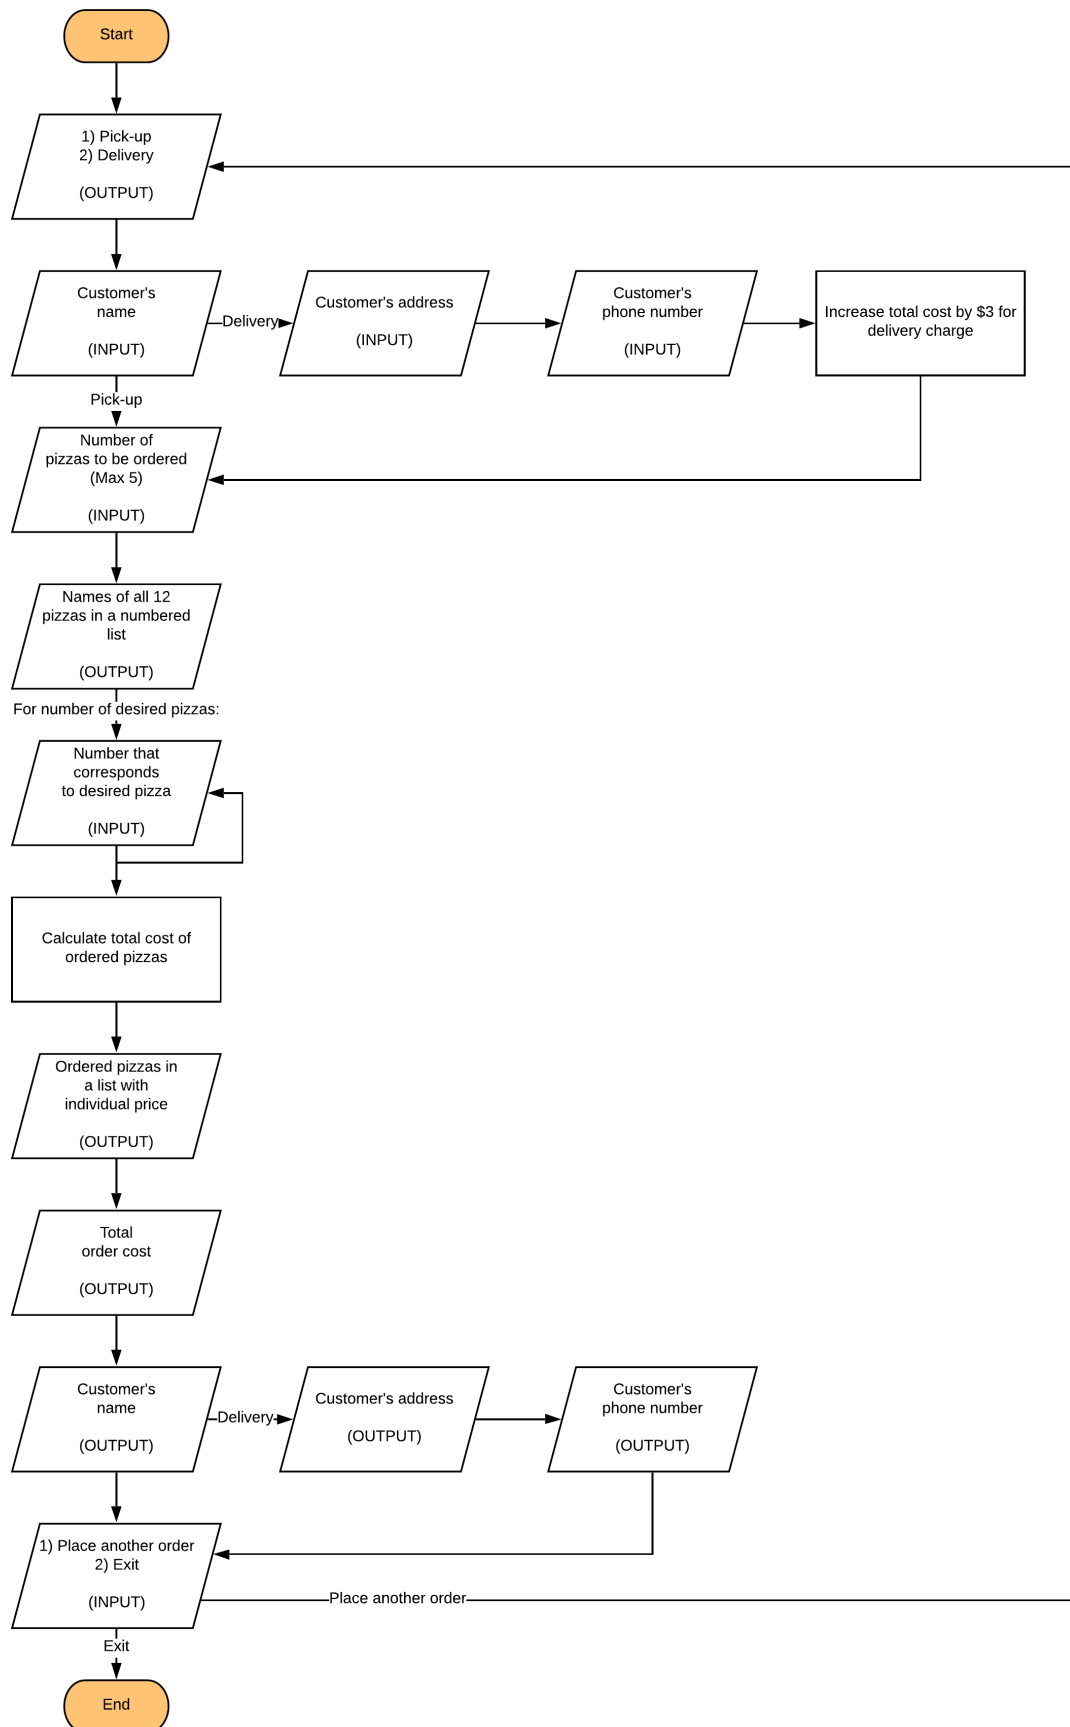 Start
1) Pick-up
2) Delivery
(OUTPUT)
Customer's
name
(INPUT)
Delivery
Customer's address
(INPUT)
Customer's
phone number
(INPUT)
Increase total cost by $3 for
delivery charge
Pick-up
Number of
pizzas to be ordered
(Max 5)
(INPUT)
Names of all 12
pizzas in a numbered
list
(OUTPUT)
For number of desired pizzas:
Number that
corresponds
to desired pizza
(INPUT)
Calculate total cost of
ordered pizzas
Ordered pizzas in
a list with
individual price
(OUTPUT)
Total
order cost
(OUTPUT)
Customer's
name
(OUTPUT)
Delivery
Customer's address
(OUTPUT)
Customer's
phone number
(OUTPUT)
1) Place another order
2) Exit
(INPUT)
Place another order
Exit
End